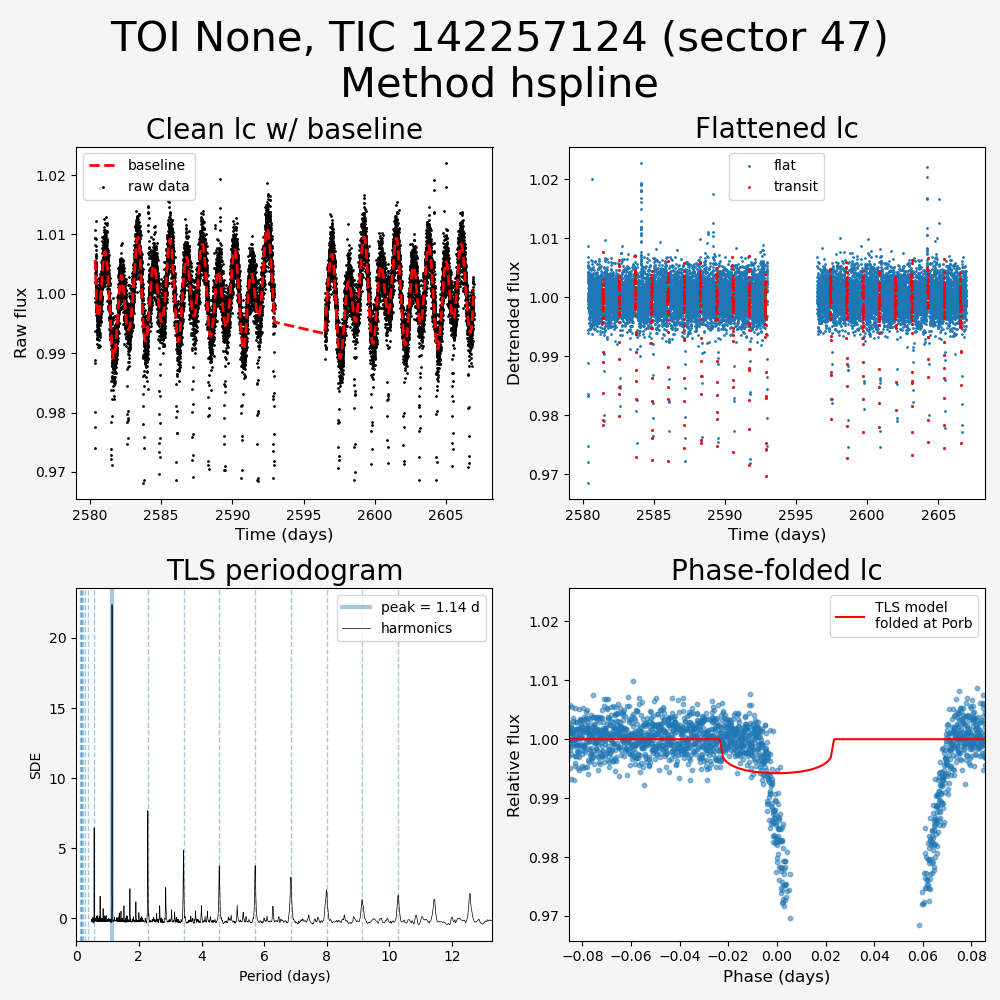 TOI None, TIC 142257124 (sector 47)
Method hspline
Clean lc w/ baseline
baseline
raw data
Raw flux
1.02
1.01
1.00
0.99
0.98
0.97
2580
2585
2590
2595
2600
2605
Time (days)
Flattened lc
flat
transit
Detrended flux
1.02
1.01
1.00
0.99
0.98
0.97
2580
2585
2590
2595
2600
2605
Time (days)
TLS periodogram
peak = 1.14 d
harmonics
SDE
20
15
10
5
0
0
2
4
6
8
10
12
Period (days)
Phase-folded lc
TLS model
folded at Porb
Relative flux
1.02
1.01
1.00
0.99
0.98
0.97
−0.08
−0.06
−0.04
−0.02
0.00
0.02
0.04
0.06
0.08
Phase (days)